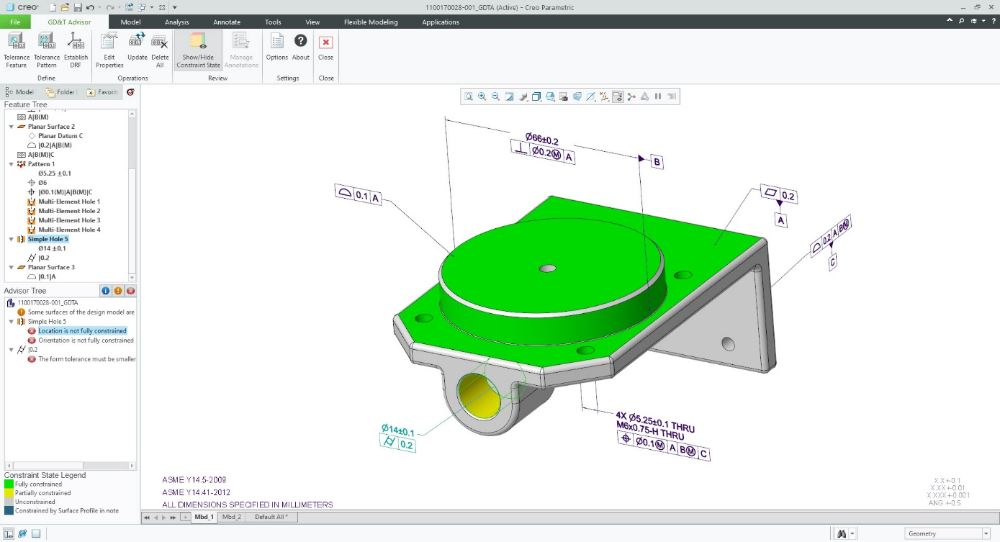 creo
1100170028-001_GDTA (Active) - Creo Parametric
File
GD&T Advisor
Model
Analysis
Annotate
Tools
View
Flexible Modeling
Applications
Tolerance Feature
Tolerance Pattern
Establish DRF
Edit Properties
Update
Delete All
Show/Hide Constraint State
Manage Annotations
Options
About
Close
Define
Operations
Review
Settings
Close
Model
Folder
Favorit
Feature Tree
A|B(M)
Planar Surface 2
Planar Datum C
|0.2|A|B(M)
A|B(M)|C
Pattern 1
Ø5.25 ±0.1
Ø6
|Ø0.1(M)|A|B(M)|C
Multi-Element Hole 1
Multi-Element Hole 2
Multi-Element Hole 3
Multi-Element Hole 4
Simple Hole 5
Ø14 ±0.1
|0.2
Planar Surface 3
|0.1|A
Advisor Tree
1100170028-001_GDTA
Some surfaces of the design model are
Simple Hole 5
Location is not fully constrained
Orientation is not fully constrained
|0.2
The form tolerance must be smaller
Constraint State Legend
Fully constrained
Partially constrained
Unconstrained
Constrained by Surface Profile in note
Ø66±0.2
⊥ Ø0.2Ⓜ A
B
⌓ 0.1 A
⏥ 0.2
A
⌓ 0.2 A BⓂ
C
Ø14±0.1
⌭ 0.2
4X Ø5.25±0.1 THRU
M6x0.75-H THRU
⌖ Ø0.1Ⓜ A BⓂ C
ASME Y14.5-2009
ASME Y14.41-2012
ALL DIMENSIONS SPECIFIED IN MILLIMETERS
X.X+-0.1
X.XX+-0.01
X.XXX+-0.001
ANG.+-0.5
Mbd_1
Mbd_2
Default All *
Geometry